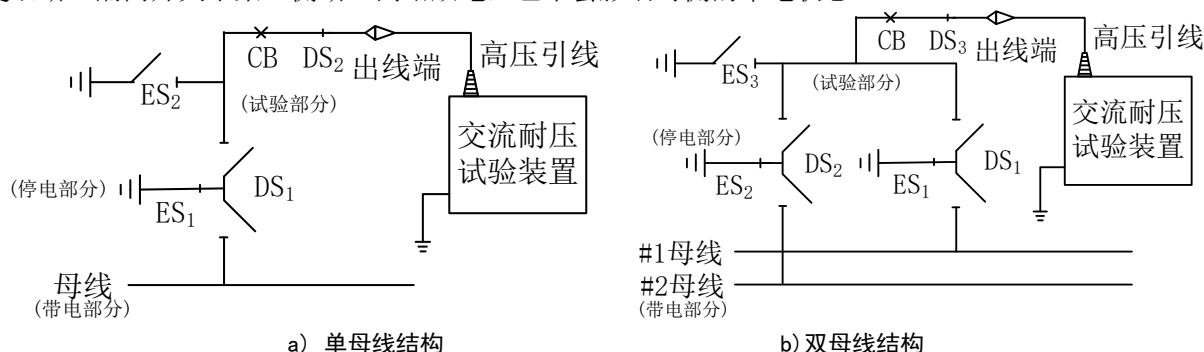 CB
DS2
出线端
高压引线
ES2
(试验部分)
交流耐压
试验装置
(停电部分)
ES1
DS1
母线
(带电部分)
a) 单母线结构
CB
DS3
出线端
高压引线
ES3
(试验部分)
交流耐压
试验装置
(停电部分)
DS2
DS1
ES2
ES1
#1母线
#2母线
(带电部分)
b)双母线结构